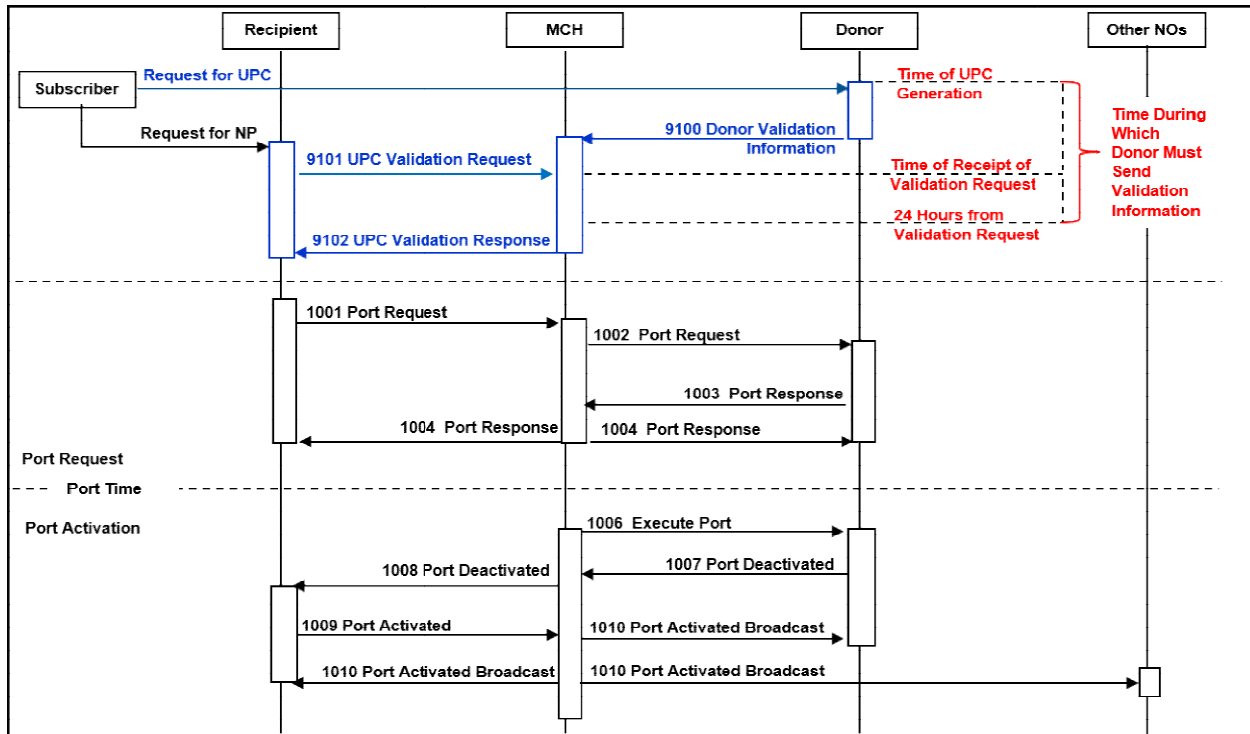 Recipient
MCH
Donor
Other NOs
Subscriber
Request for UPC
Time of UPC
Generation
Request for NP
9100 Donor Validation
Information
Time During
Which
Donor Must
Send
Validation
Information
9101 UPC Validation Request
Time of Receipt of
Validation Request
24 Hours from
Validation Request
9102 UPC Validation Response
1001 Port Request
1002 Port Request
1003 Port Response
1004 Port Response
1004 Port Response
Port Request
Port Time
Port Activation
1006 Execute Port
1007 Port Deactivated
1008 Port Deactivated
1009 Port Activated
1010 Port Activated Broadcast
1010 Port Activated Broadcast
1010 Port Activated Broadcast